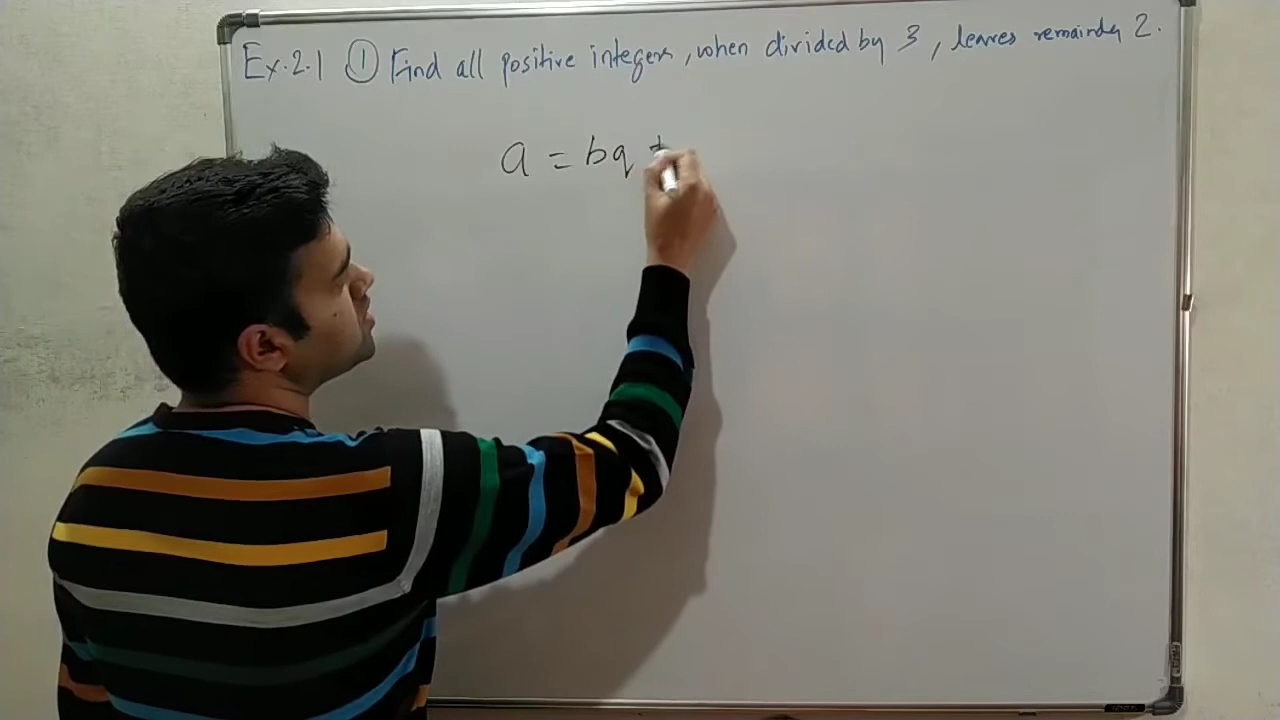 Ex.2.1 ① Find all positive integers, when divided by 3, leaves remainder 2.
a = bq +